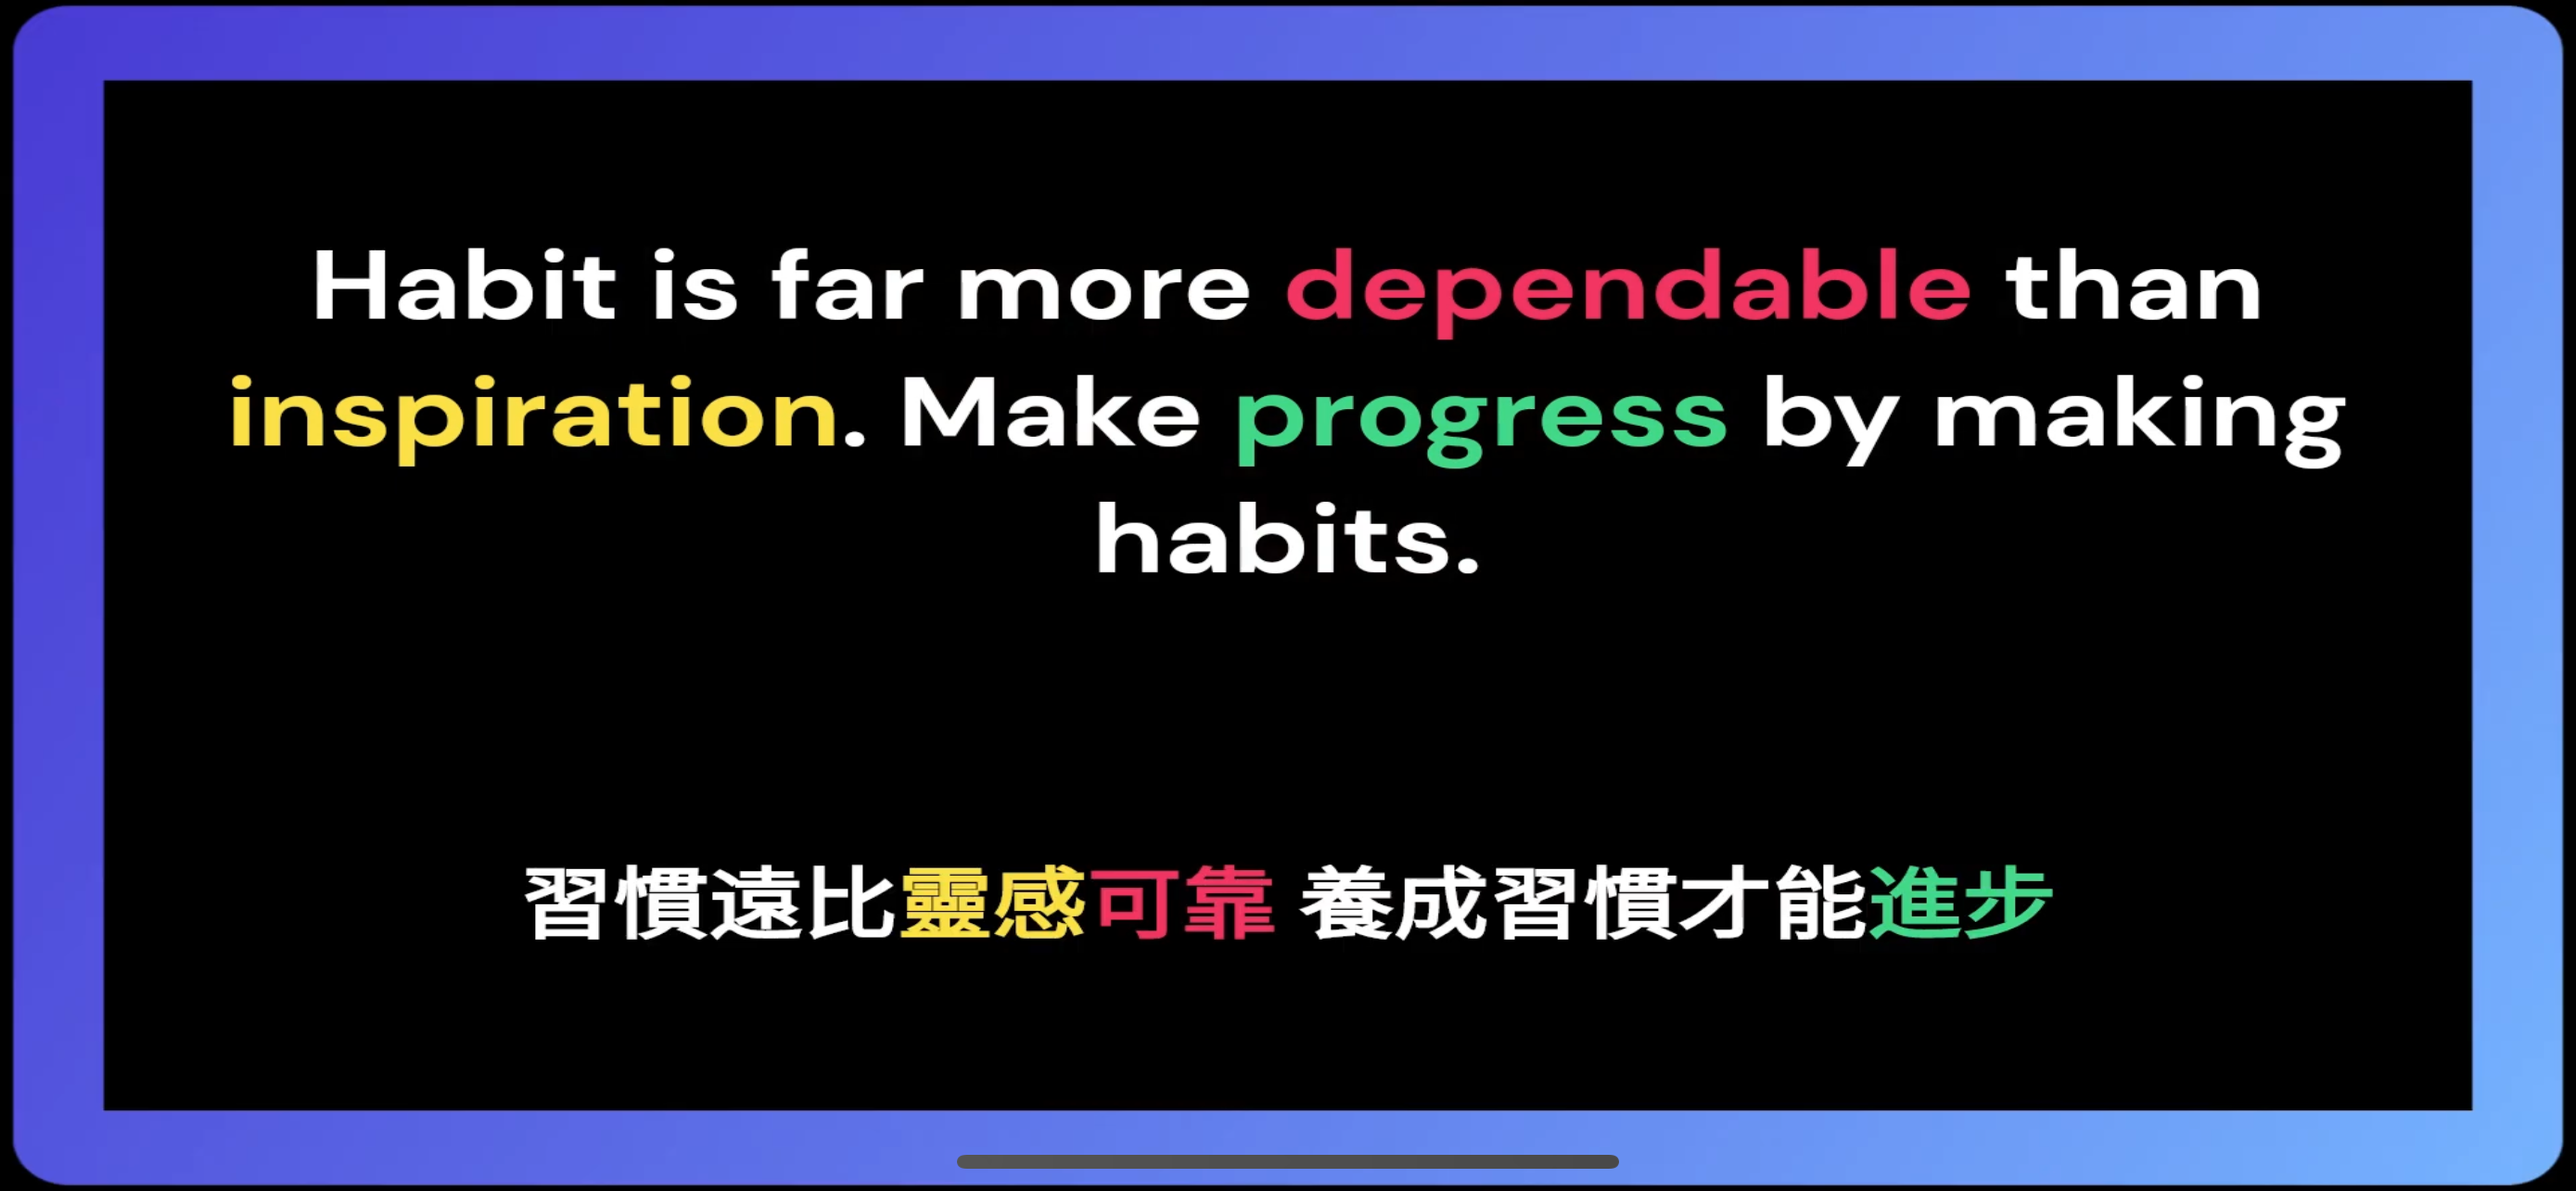 Habit is far more dependable than
inspiration. Make progress by making
habits.
習慣遠比靈感可靠 養成習慣才能進步